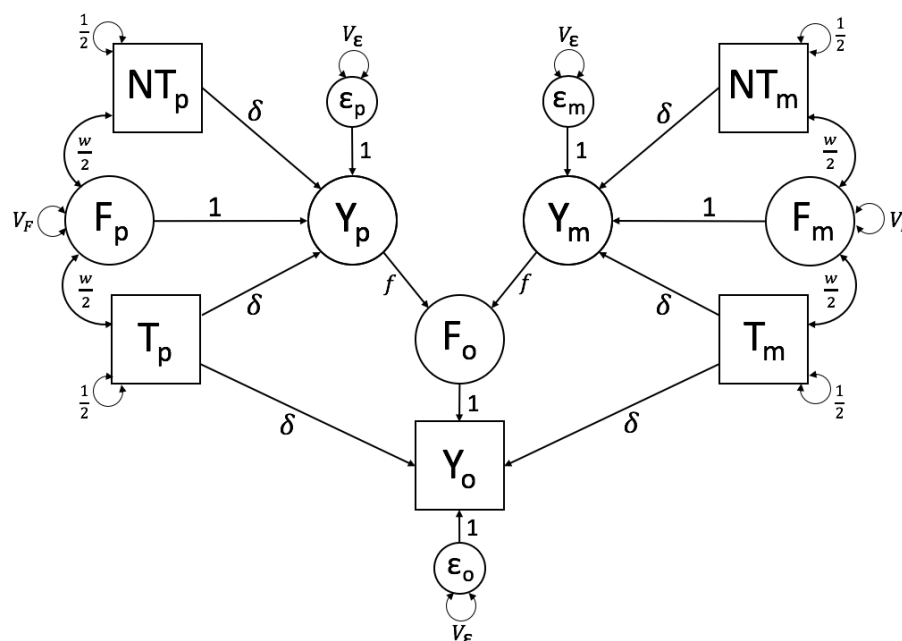 1/2
V_ε
V_ε
1/2
NT_p
ε_p
ε_m
NT_m
δ
1
1
δ
w/2
w/2
V_F
F_p
1
Y_p
Y_m
1
F_m
V
w/2
δ
f
f
δ
w/2
T_p
F_o
T_m
1/2
1
1/2
δ
δ
Y_o
1
ε_o
V_ε